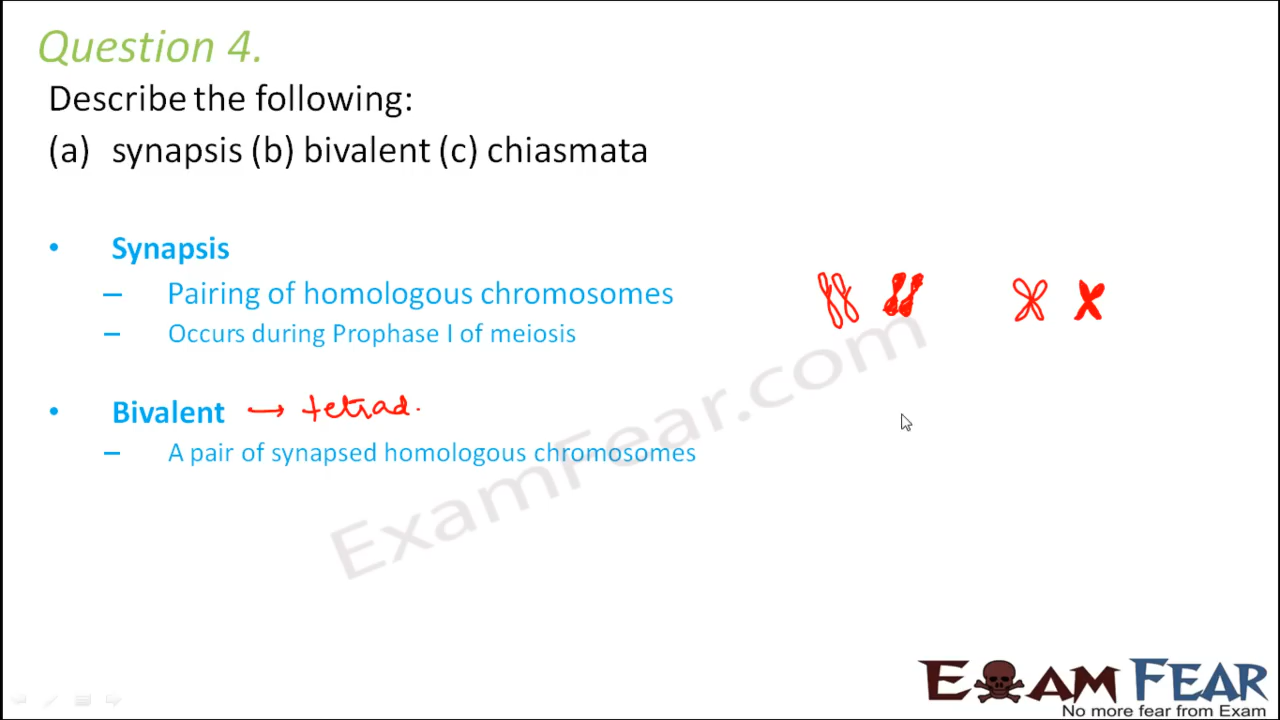 Question 4.
Describe the following:
(a) synapsis (b) bivalent (c) chiasmata
• Synapsis
– Pairing of homologous chromosomes
– Occurs during Prophase I of meiosis
• Bivalent → tetrad.
– A pair of synapsed homologous chromosomes
ExamFear.com
EXAM FEAR
No more fear from Exam